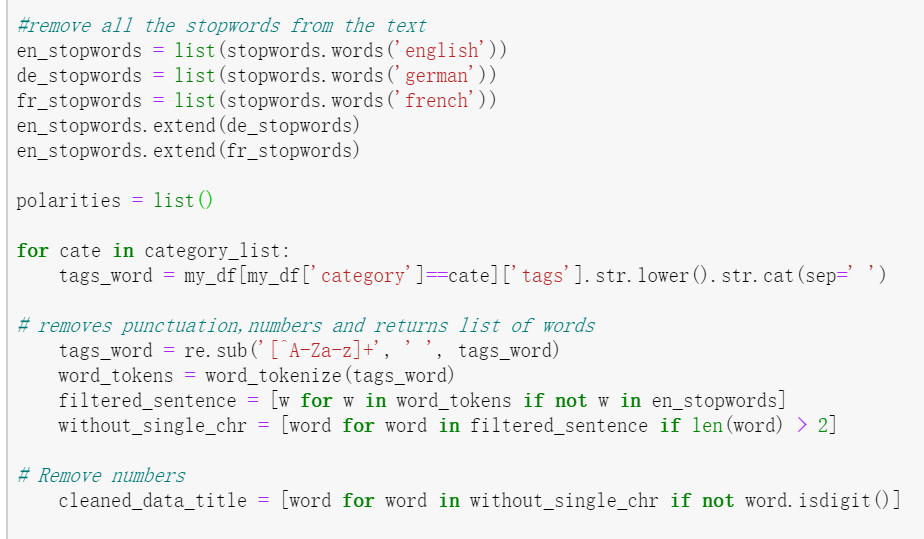 #remove all the stopwords from the text
en_stopwords = list(stopwords.words('english'))
de_stopwords = list(stopwords.words('german'))
fr_stopwords = list(stopwords.words('french'))
en_stopwords.extend(de_stopwords)
en_stopwords.extend(fr_stopwords)

polarities = list()

for cate in category_list:
    tags_word = my_df[my_df['category']==cate]['tags'].str.lower().str.cat(sep=' ')

# removes punctuation,numbers and returns list of words
    tags_word = re.sub('[^A-Za-z]+', ' ', tags_word)
    word_tokens = word_tokenize(tags_word)
    filtered_sentence = [w for w in word_tokens if not w in en_stopwords]
    without_single_chr = [word for word in filtered_sentence if len(word) > 2]

# Remove numbers
    cleaned_data_title = [word for word in without_single_chr if not word.isdigit()]